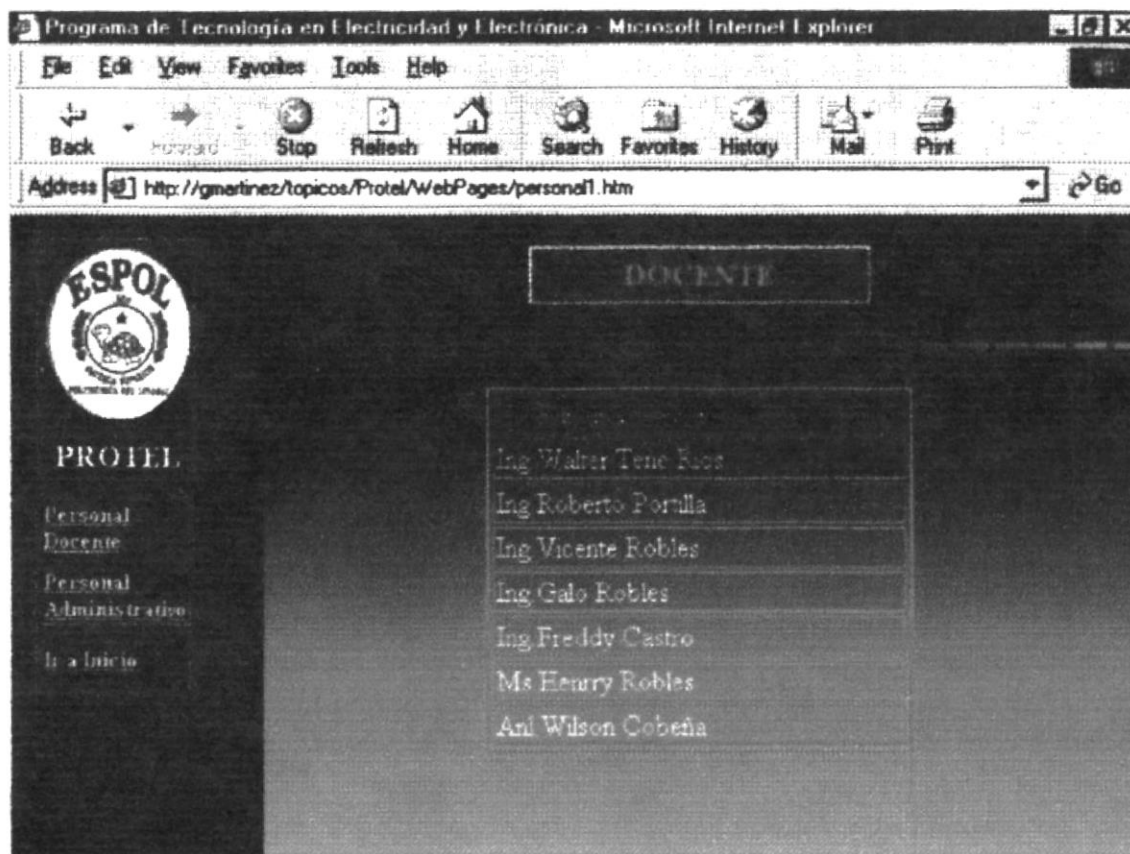 Programa de Tecnología en Electricidad y Electrónica - Microsoft Internet Explorer
File Edit View Favorites Tools Help
Back Forward Stop Refresh Home Search Favorites History Mail Print
Address http://gmartinez/topicos/Protel/WebPages/personal1.htm Go
ESPOL
POLITECNICA DEL LITORAL
PROTEL
Personal
Docente
Personal
Administrativo
Ir a Inicio
DOCENTE
Ing Walter Tene Rios
Ing Roberto Portilla
Ing Vicente Robles
Ing Galo Robles
Ing Freddy Castro
Ms Henrry Robles
Anl Wilson Cobeña